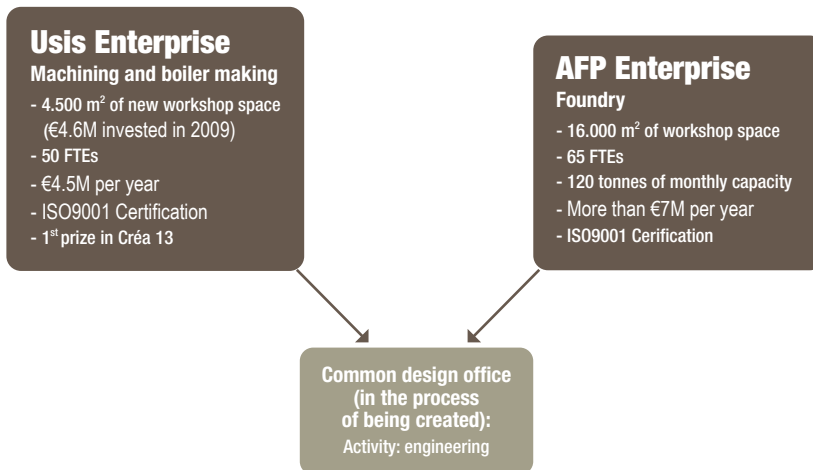 Usis Enterprise
Machining and boiler making
- 4.500 m² of new workshop space
(€4.6M invested in 2009)
- 50 FTEs
- €4.5M per year
- ISO9001 Certification
- 1st prize in Créa 13
AFP Enterprise
Foundry
- 16.000 m² of workshop space
- 65 FTEs
- 120 tonnes of monthly capacity
- More than €7M per year
- ISO9001 Cerification
Common design office
(in the process
of being created):
Activity: engineering